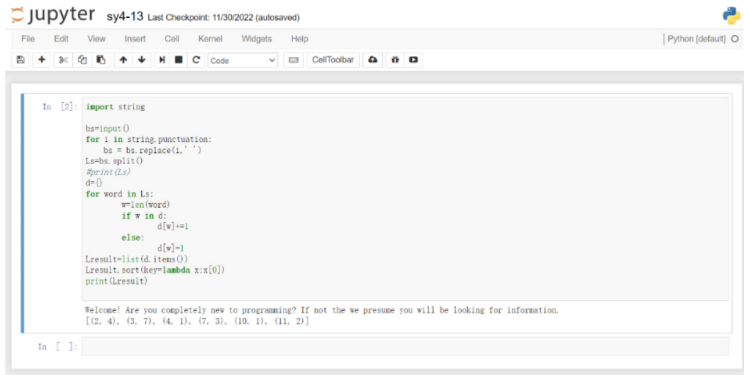 jupyter sy4-13 Last Checkpoint: 11/30/2022 (autosaved)
File Edit View Insert Cell Kernel Widgets Help Python [default]
Code CellToolbar
In [2]: import string
bs=input()
for i in string.punctuation:
bs = bs.replace(i,' ')
Ls=bs.split()
#print(Ls)
d={}
for word in Ls:
w=len(word)
if w in d:
d[w]+=1
else:
d[w]=1
Lresult=list(d.items())
Lresult.sort(key=lambda x:x[0])
print(Lresult)
Welcome! Are you completely new to programming? If not the we presume you will be looking for information.
[(2, 4), (3, 7), (4, 1), (7, 3), (10, 1), (11, 2)]
In [ ]: